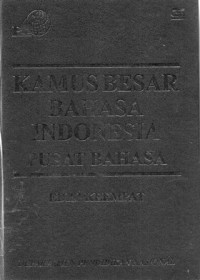 KAMUS BESAR
BAHASA
INDONESIA
PUSAT BAHASA
EDISI KEEMPAT